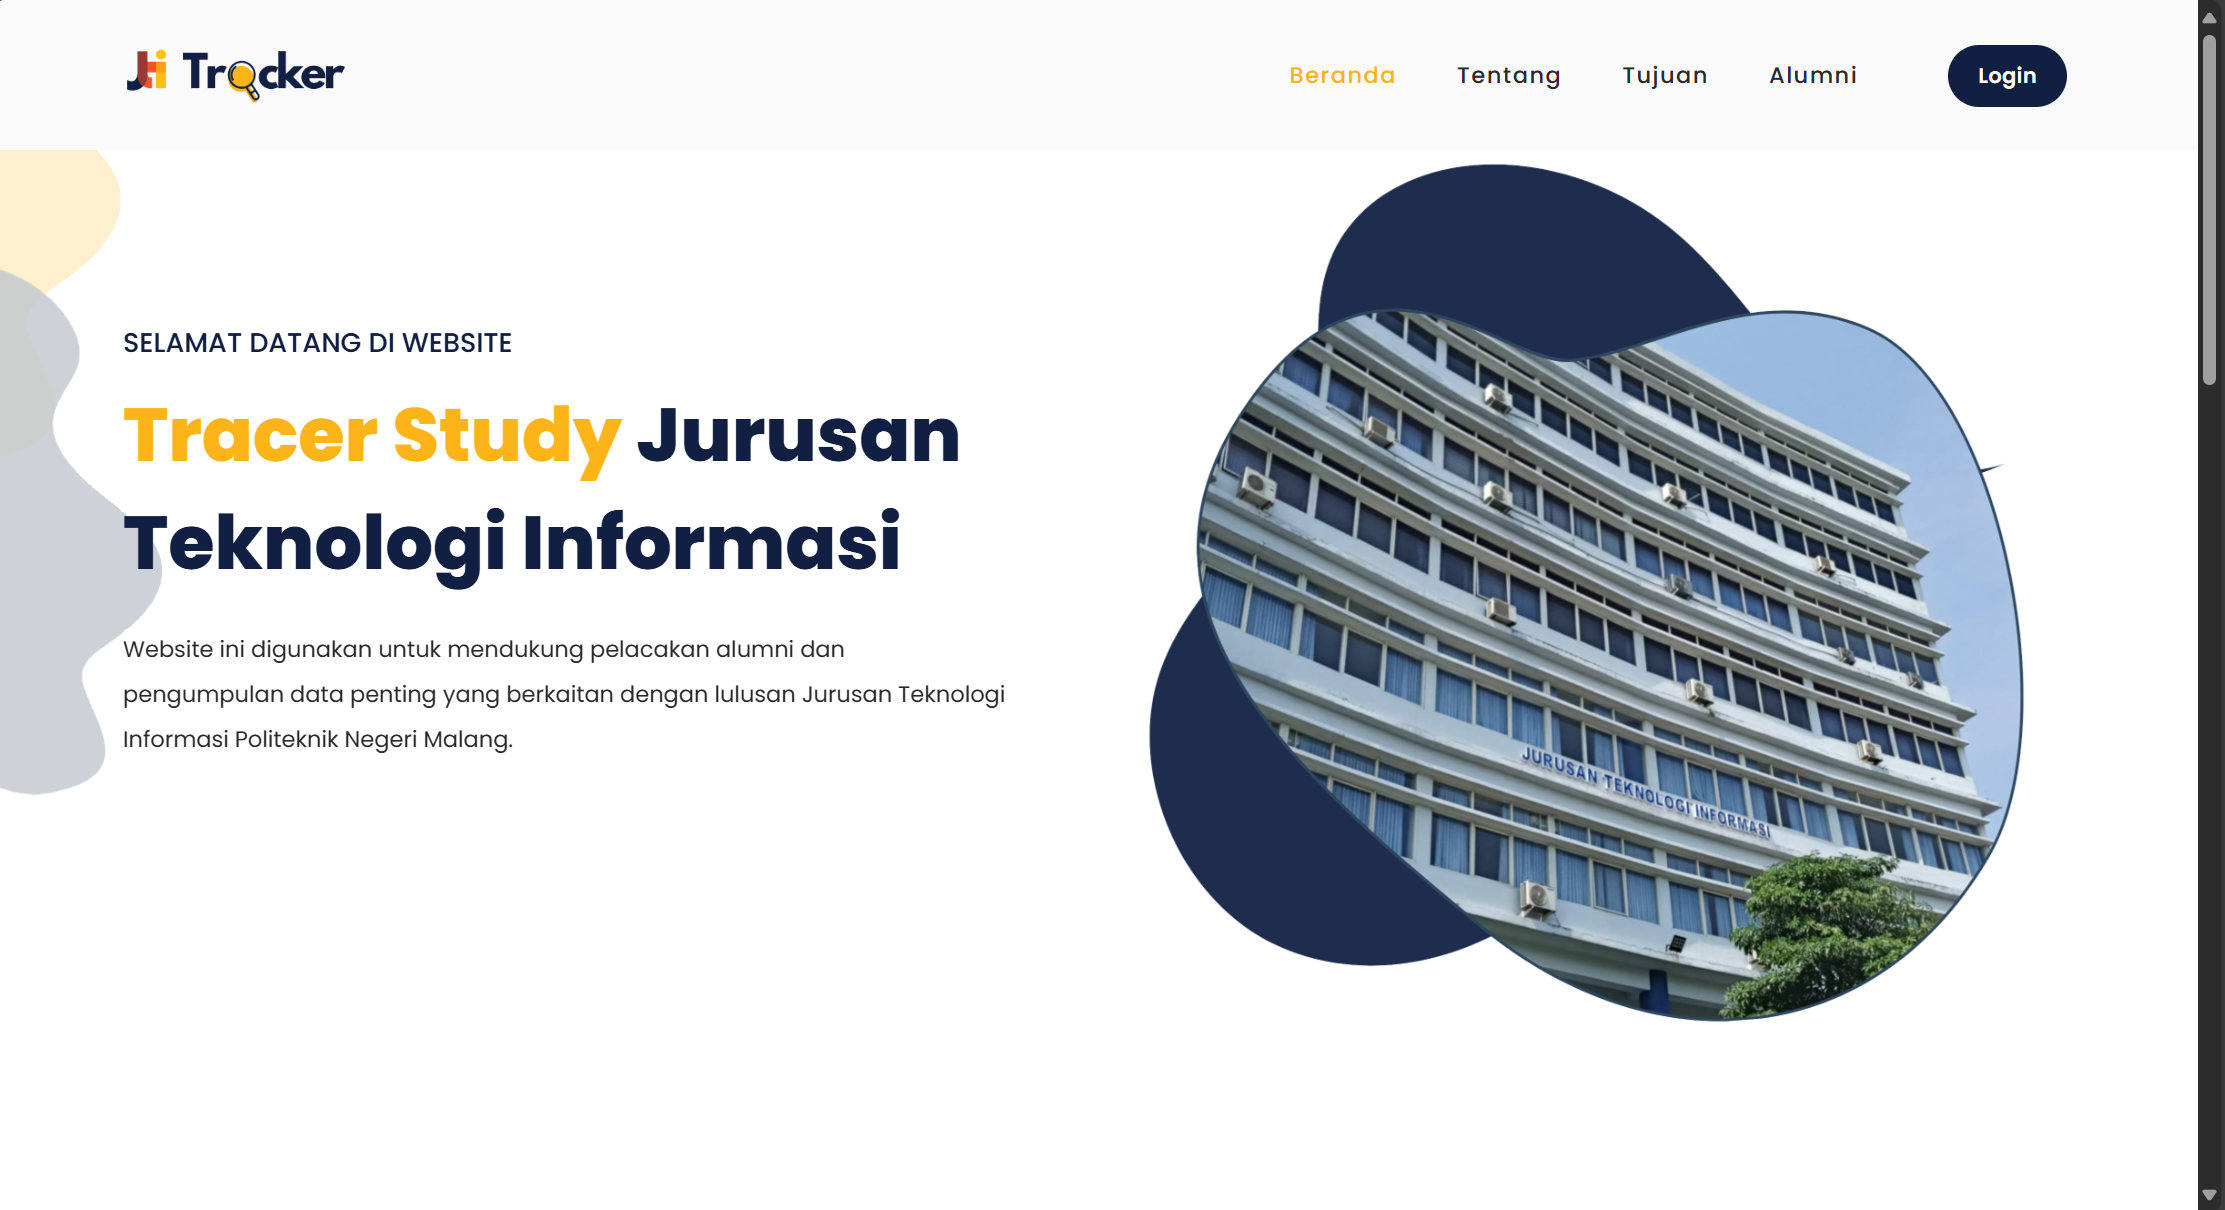 JTi Tracker
Beranda
Tentang
Tujuan
Alumni
Login
SELAMAT DATANG DI WEBSITE
Tracer Study Jurusan
Teknologi Informasi
Website ini digunakan untuk mendukung pelacakan alumni dan
pengumpulan data penting yang berkaitan dengan lulusan Jurusan Teknologi
Informasi Politeknik Negeri Malang.
JURUSAN TEKNOLOGI INFORMASI